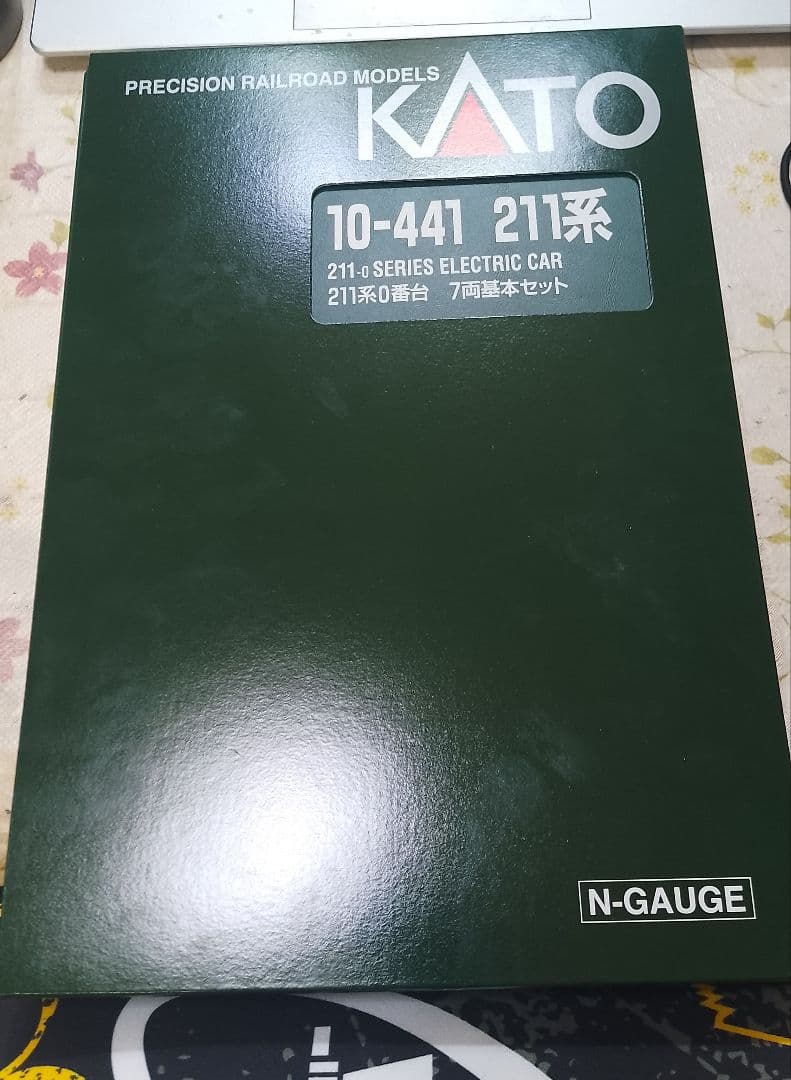 PRECISION RAILROAD MODELS
KATO
10-441 211系
211-0 SERIES ELECTRIC CAR
211系0番台 7両基本セット
N-GAUGE